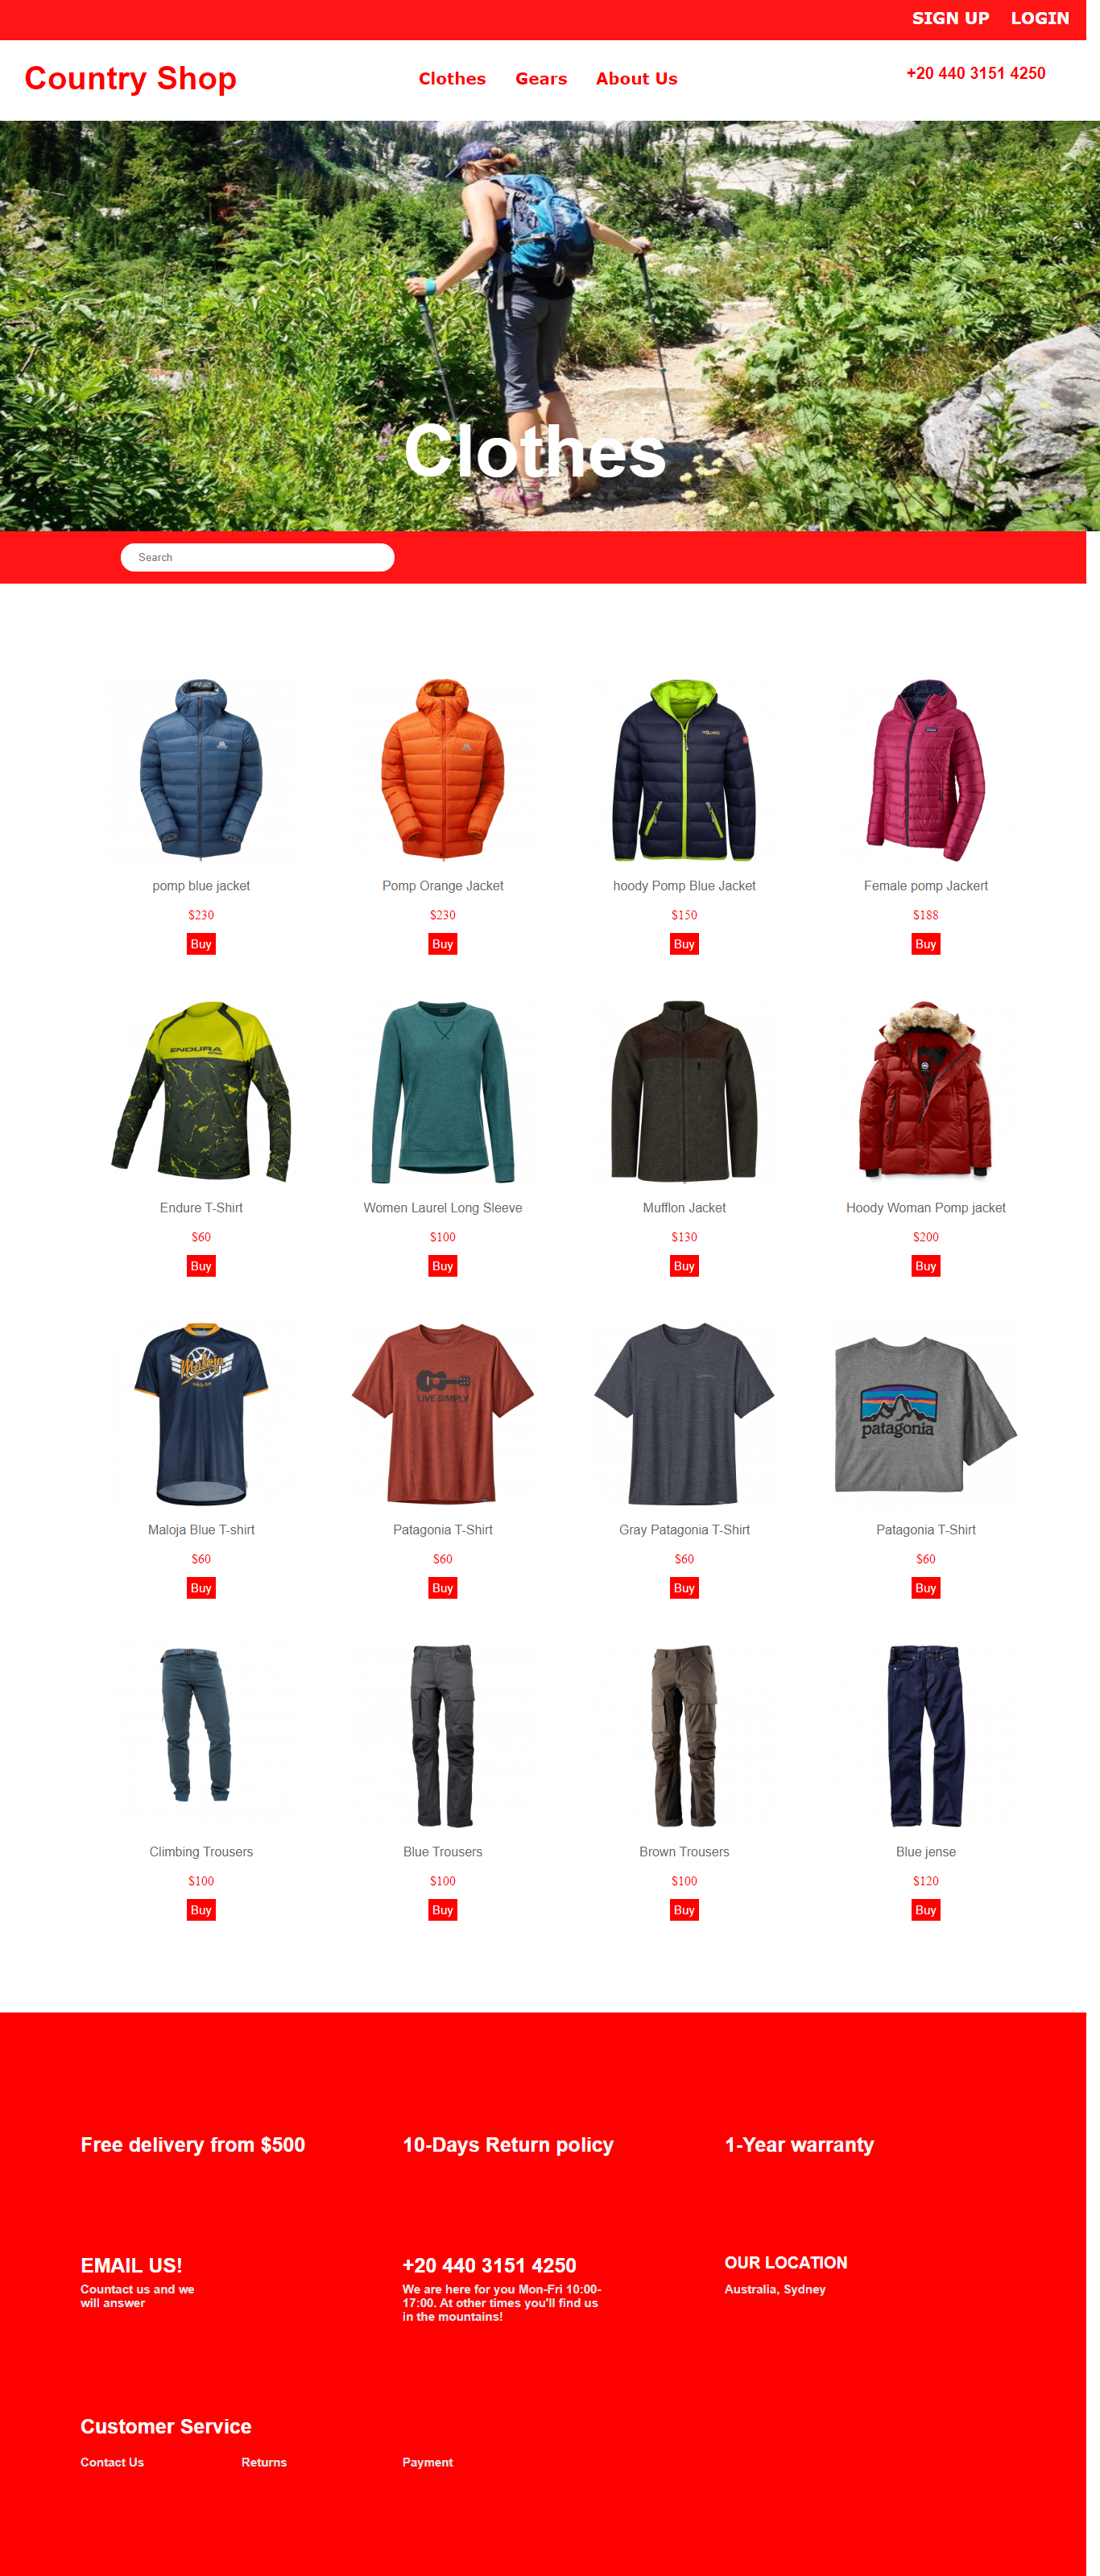 SIGN UP LOGIN
Country Shop
Clothes Gears About Us
+20 440 3151 4250
Clothes
Search
pomp blue jacket
$230
Buy
Pomp Orange Jacket
$230
Buy
hoody Pomp Blue Jacket
$150
Buy
Female pomp Jackert
$188
Buy
ENDURA
Endure T-Shirt
$60
Buy
Women Laurel Long Sleeve
$100
Buy
Mufflon Jacket
$130
Buy
Hoody Woman Pomp jacket
$200
Buy
Maloja
Maloja Blue T-shirt
$60
Buy
LIVE SIMPLY
Patagonia T-Shirt
$60
Buy
Gray Patagonia T-Shirt
$60
Buy
patagonia
Patagonia T-Shirt
$60
Buy
Climbing Trousers
$100
Buy
Blue Trousers
$100
Buy
Brown Trousers
$100
Buy
Blue jense
$120
Buy
Free delivery from $500
10-Days Return policy
1-Year warranty
EMAIL US!
Countact us and we
will answer
+20 440 3151 4250
We are here for you Mon-Fri 10:00-
17:00. At other times you'll find us
in the mountains!
OUR LOCATION
Australia, Sydney
Customer Service
Contact Us
Returns
Payment